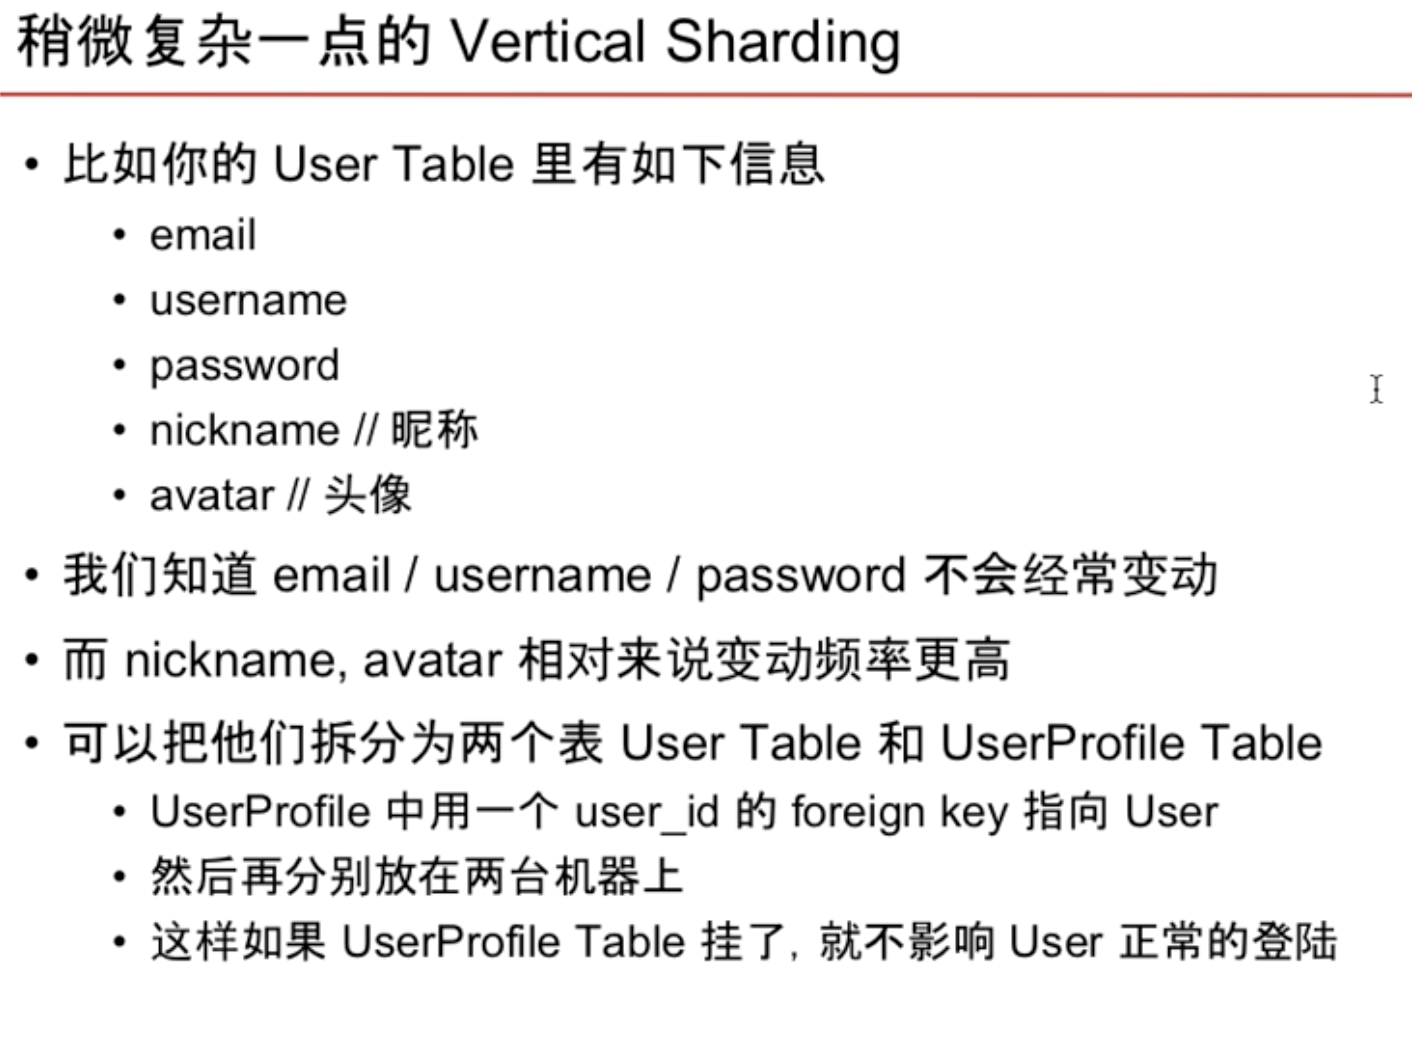 稍微复杂一点的 Vertical Sharding
• 比如你的 User Table 里有如下信息
• email
• username
• password
• nickname // 昵称
• avatar // 头像
• 我们知道 email / username / password 不会经常变动
• 而 nickname, avatar 相对来说变动频率更高
• 可以把他们拆分为两个表 User Table 和 UserProfile Table
• UserProfile 中用一个 user_id 的 foreign key 指向 User
• 然后再分别放在两台机器上
• 这样如果 UserProfile Table 挂了, 就不影响 User 正常的登陆